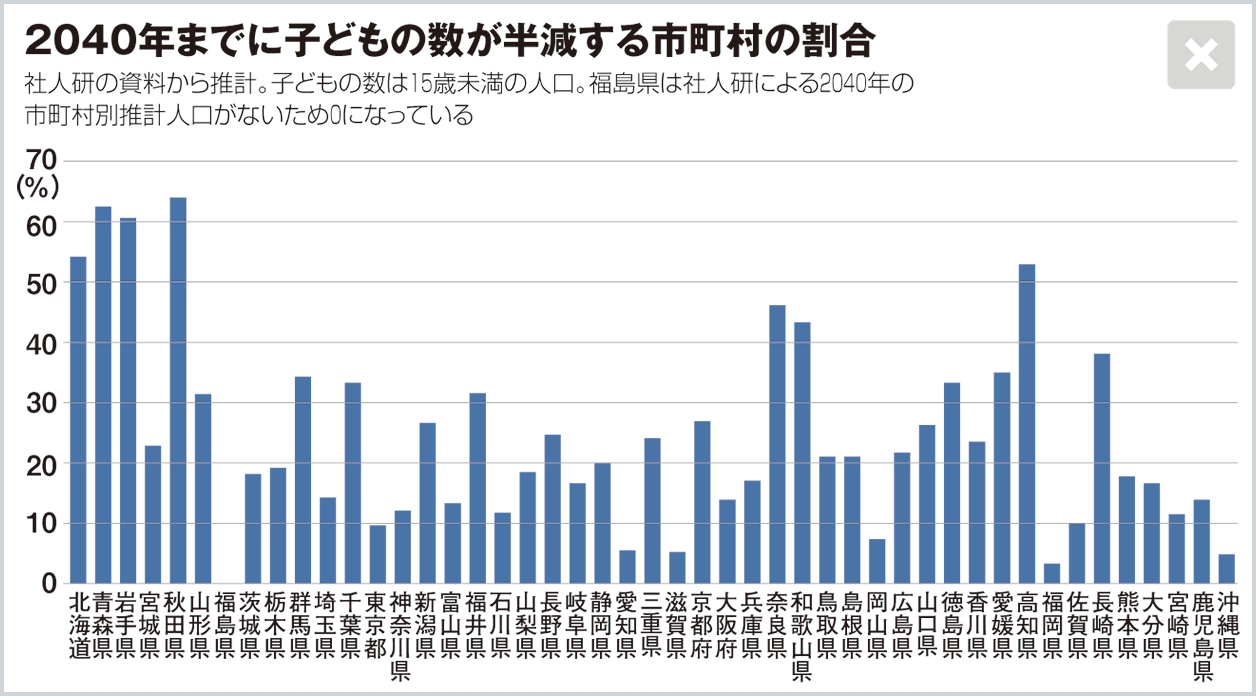 2040年までに子どもの数が半減する市町村の割合
社人研の資料から推計。子どもの数は15歳未満の人口。福島県は社人研による2040年の
市町村別推計人口がないため0になっている
70
(%)
60
50
40
30
20
10
0
北海道
青森県
岩手県
宮城県
秋田県
山形県
福島県
茨城県
栃木県
群馬県
埼玉県
千葉県
東京都
神奈川県
新潟県
富山県
福井県
石川県
山梨県
長野県
岐阜県
静岡県
愛知県
三重県
滋賀県
京都府
大阪府
兵庫県
奈良県
和歌山県
鳥取県
島根県
岡山県
広島県
山口県
徳島県
香川県
愛媛県
高知県
福岡県
佐賀県
長崎県
熊本県
大分県
宮崎県
鹿児島県
沖縄県